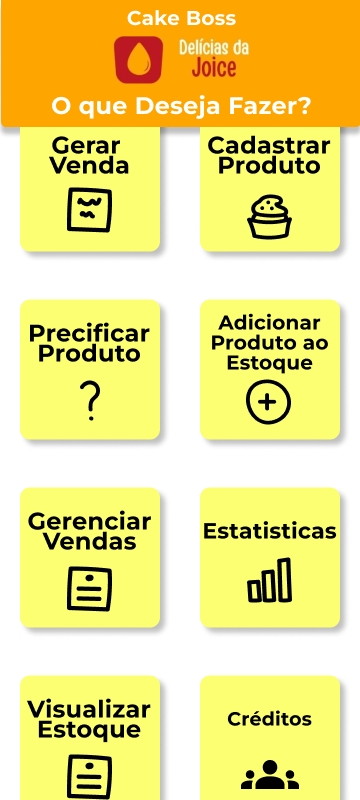 Cake Boss
Delícias da
Joice
O que Deseja Fazer?
Gerar
Venda
Cadastrar
Produto
Precificar
Produto
Adicionar
Produto ao
Estoque
Gerenciar
Vendas
Estatisticas
Visualizar
Estoque
Créditos